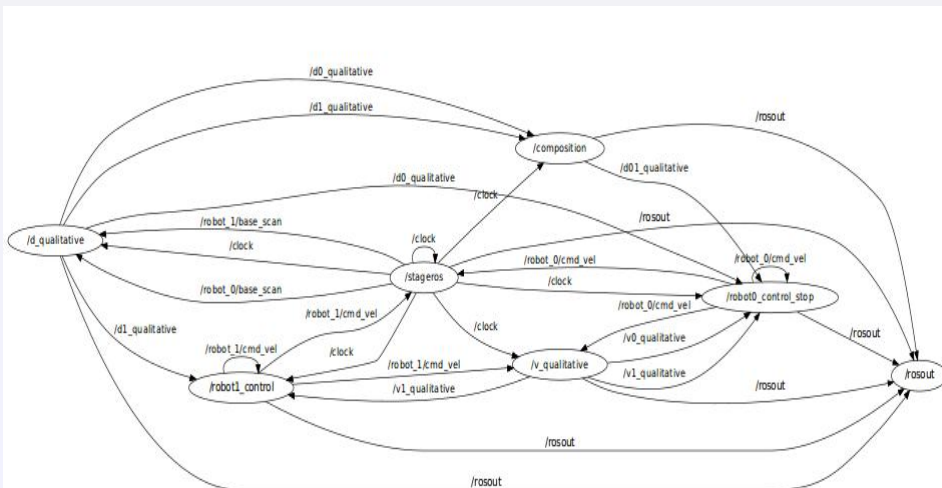 /d0_qualitative
/d1_qualitative
/rosout
/composition
/d01_qualitative
/d0_qualitative
/clock
/robot_1/base_scan
/rosout
/d_qualitative
/clock
/clock
/robot_0/cmd_vel
/robot_0/cmd_vel
/stageros
/clock
/robot_0/base_scan
/robot0_control_stop
/robot_0/cmd_vel
/robot_1/cmd_vel
/d1_qualitative
/clock
/v0_qualitative
/rosout
/robot_1/cmd_vel
/clock
/robot_1/cmd_vel
/v_qualitative
/v1_qualitative
/rosout
/robot1_control
/v1_qualitative
/rosout
/rosout
/rosout